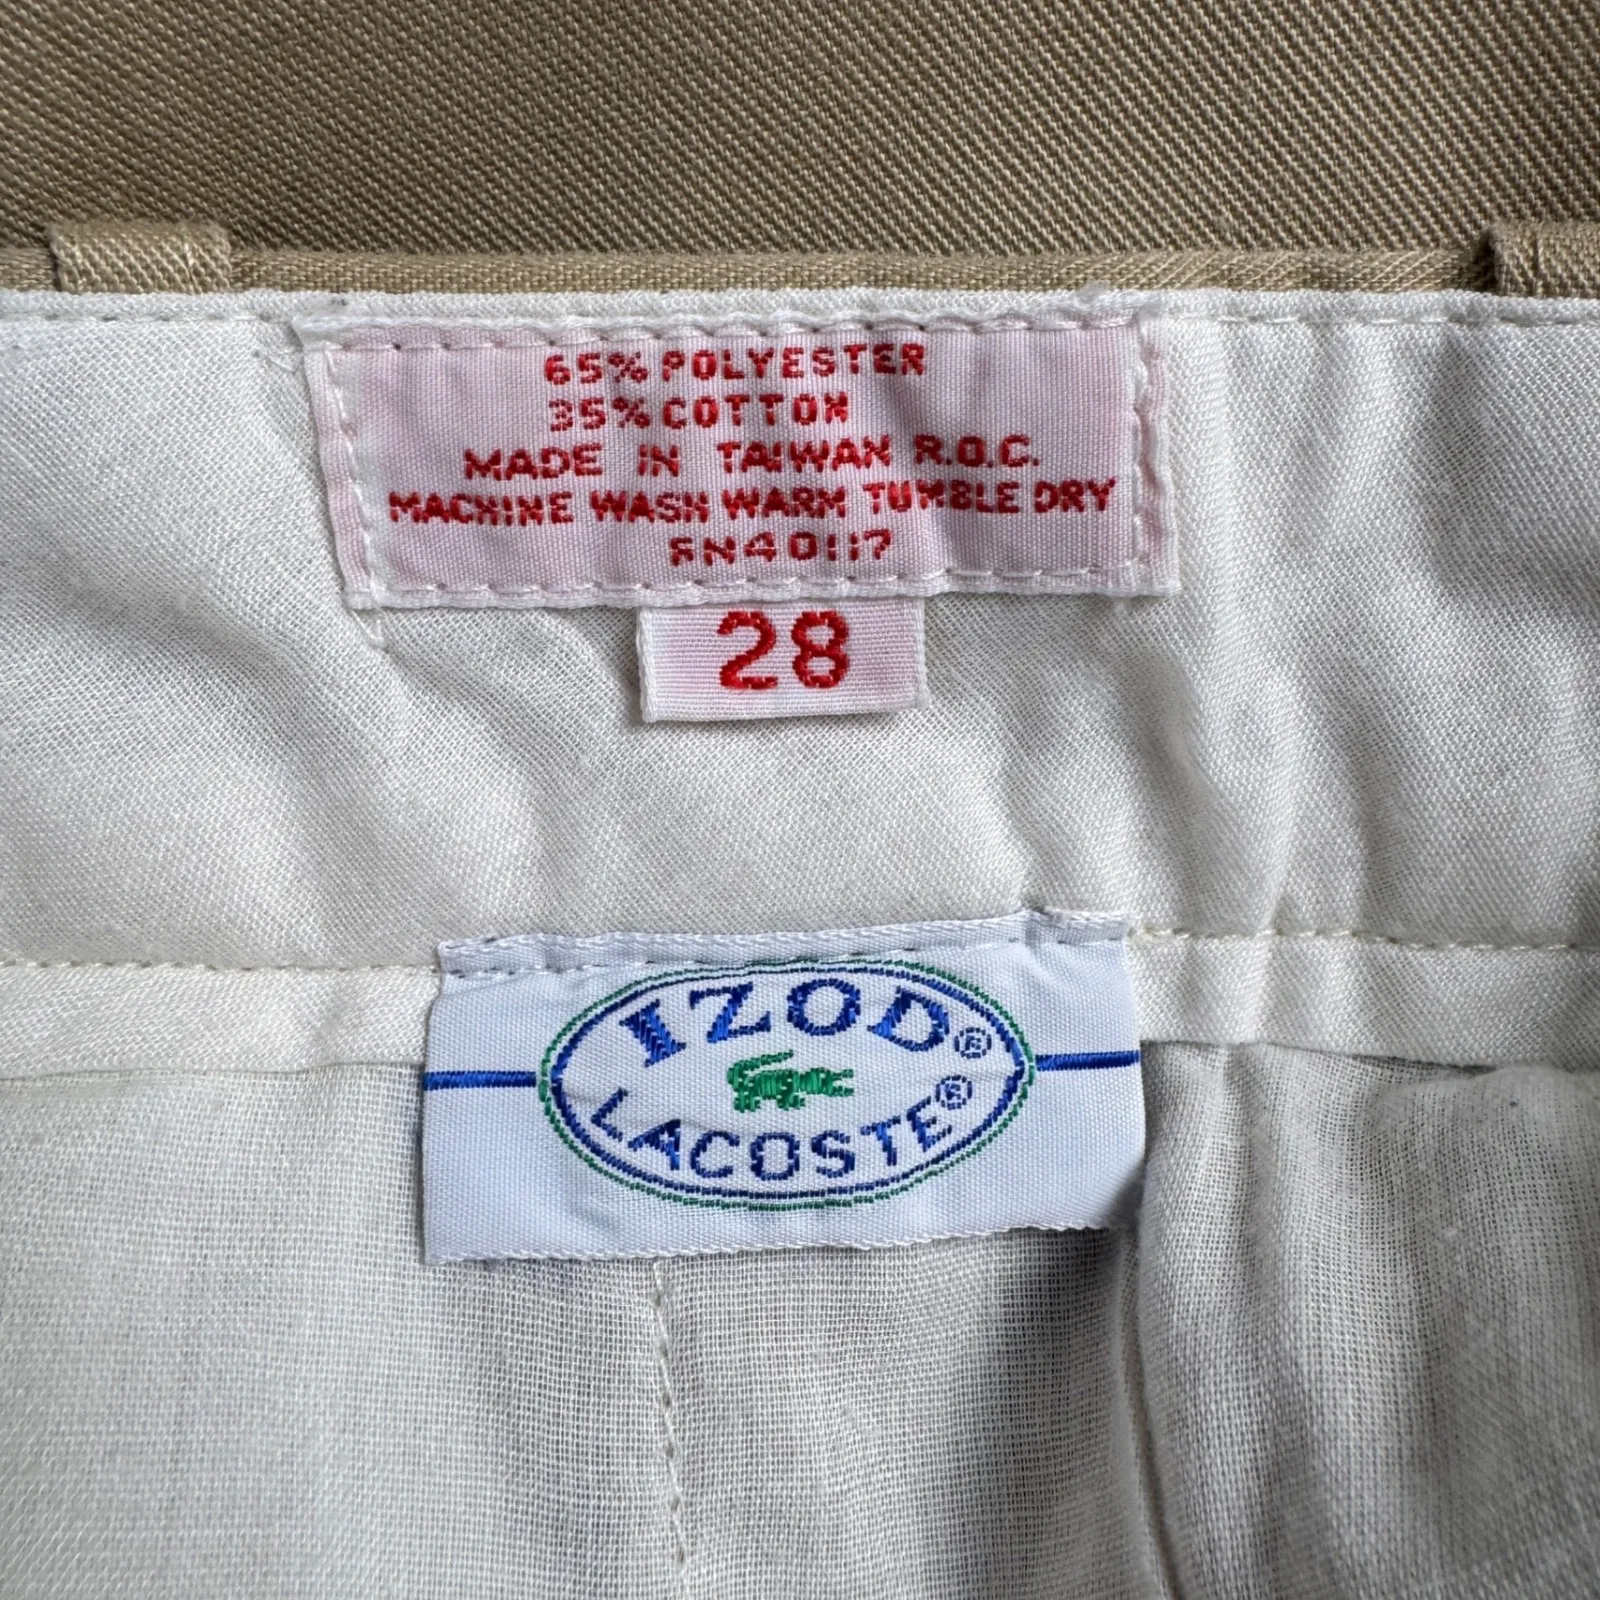 65% POLYESTER
35% COTTON
MADE IN TAIWAN R.O.C.
MACHINE WASH WARM TUMBLE DRY
RN40117
28
IZOD®
LACOSTE®